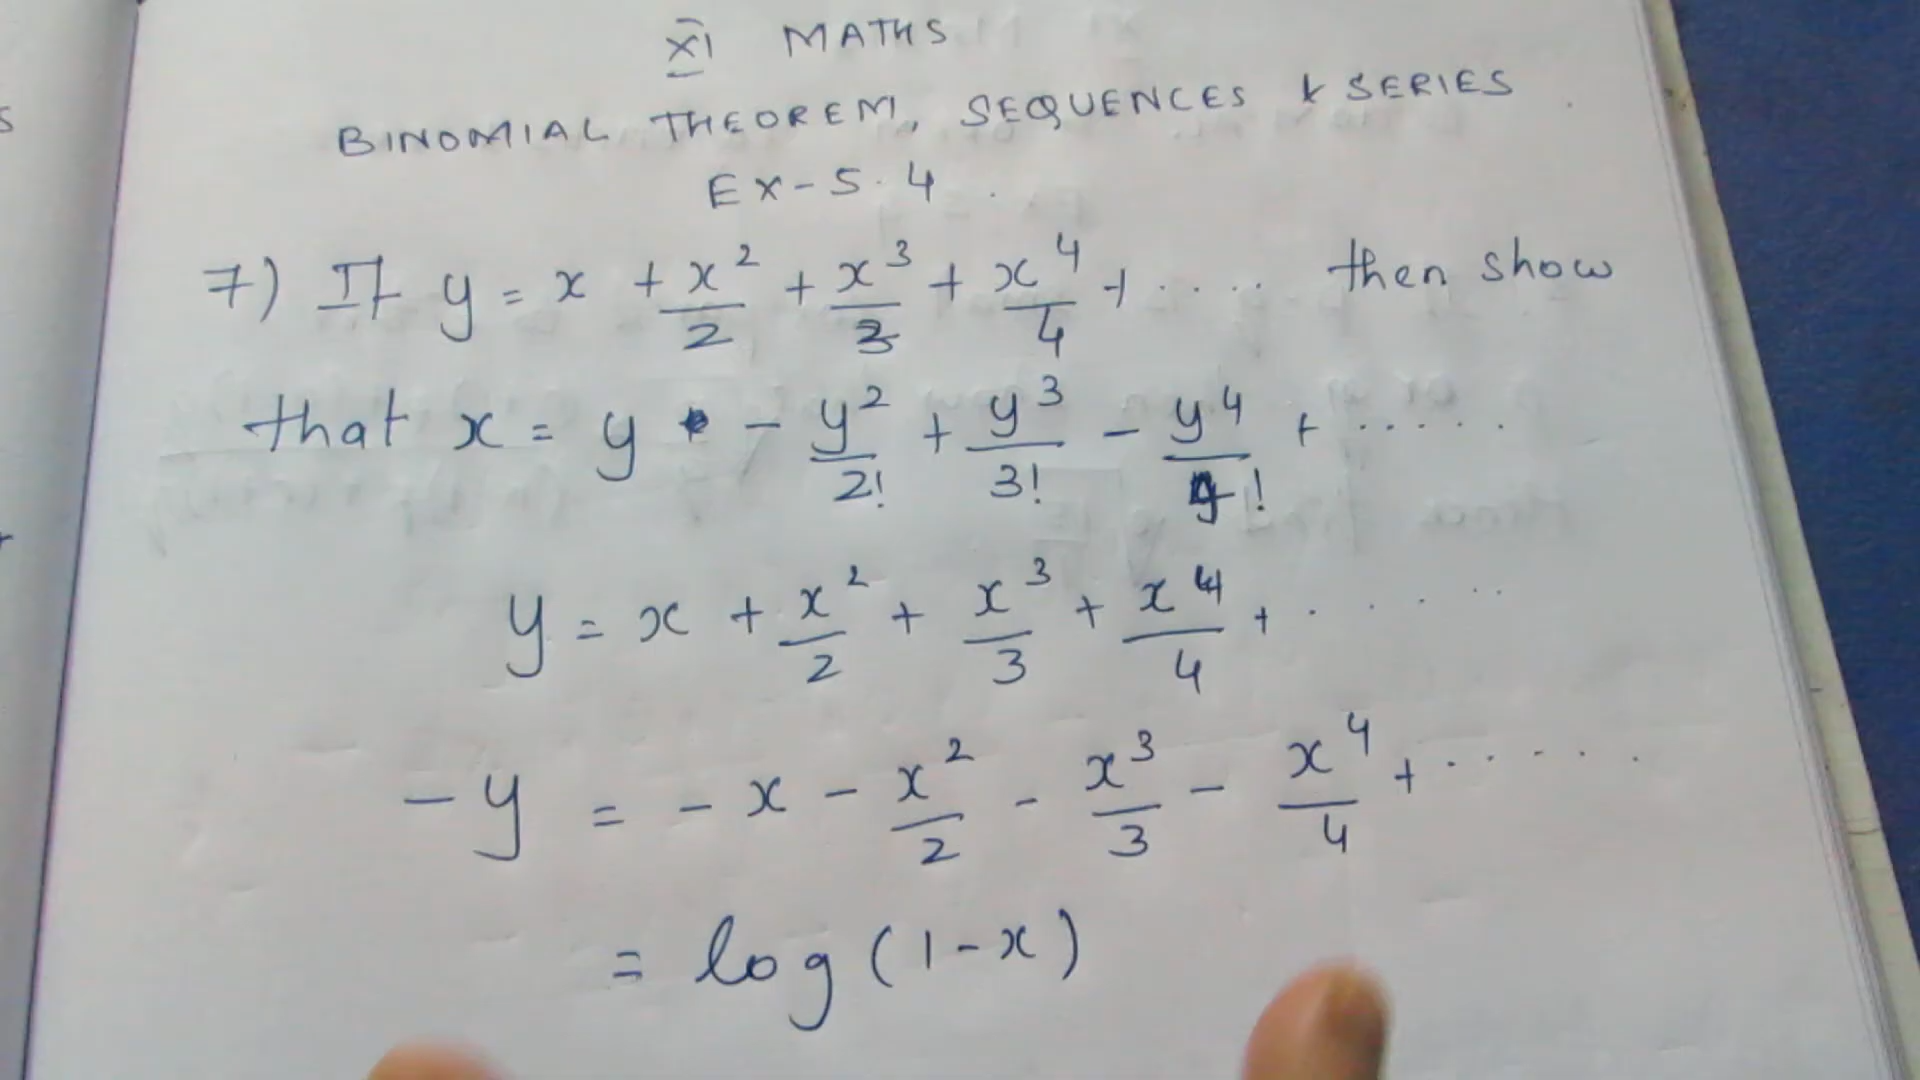 XI MATHS
BINOMIAL THEOREM, SEQUENCES & SERIES
EX-5.4
7) If y = x + x²/2 + x³/3 + x⁴/4 + .... then show
that x = y - y²/2! + y³/3! - y⁴/4! + .....
y = x + x²/2 + x³/3 + x⁴/4 + .....
-y = -x - x²/2 - x³/3 - x⁴/4 + .....
= log (1-x)